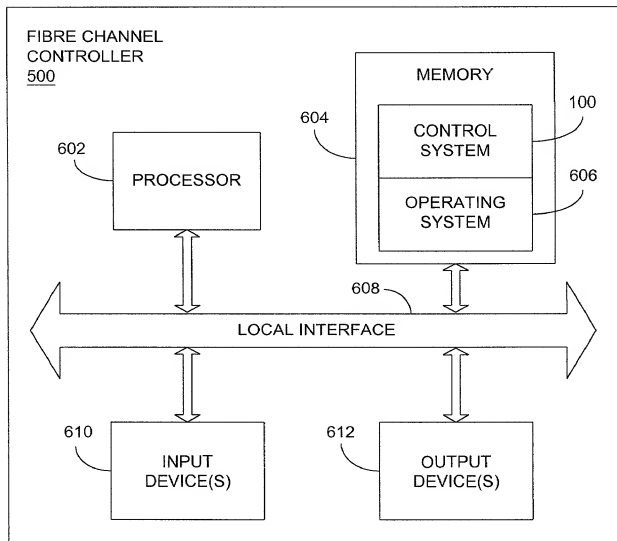 FIBRE CHANNEL
CONTROLLER
500
MEMORY
604
100
CONTROL
SYSTEM
602
PROCESSOR
606
OPERATING
SYSTEM
608
LOCAL INTERFACE
610
INPUT
DEVICE(S)
612
OUTPUT
DEVICE(S)